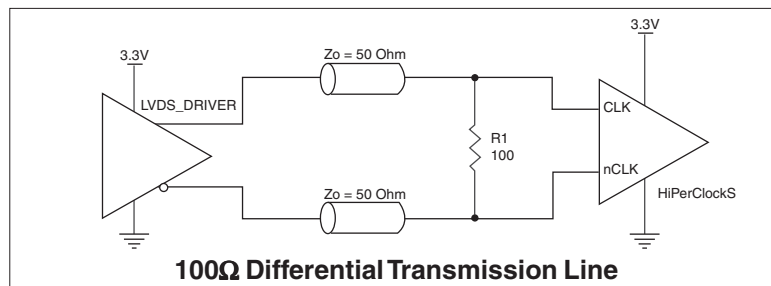 3.3V
3.3V
Zo = 50 Ohm
LVDS_DRIVER
CLK
R1
100
nCLK
Zo = 50 Ohm
HiPerClockS
100Ω Differential Transmission Line